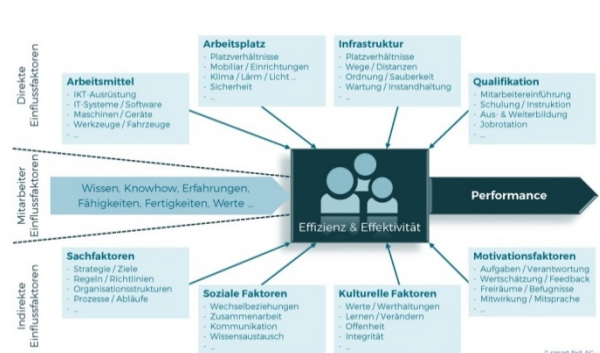 Direkte
Einflussfaktoren
Arbeitsmittel
- IKT-Ausrüstung
- IT-Systeme / Software
- Maschinen / Geräte
- Werkzeuge / Fahrzeuge
- ...
Arbeitsplatz
- Platzverhältnisse
- Mobiliar / Einrichtungen
- Klima / Lärm / Licht ...
- Sicherheit
- ...
Infrastruktur
- Platzverhältnisse
- Wege / Distanzen
- Ordnung / Sauberkeit
- Wartung / Instandhaltung
- ...
Qualifikation
- Mitarbeitereinführung
- Schulung / Instruktion
- Aus- & Weiterbildung
- Jobrotation
- ...
Mitarbeiter
Einflussfaktoren
Wissen, Knowhow, Erfahrungen,
Fähigkeiten, Fertigkeiten, Werte ...
Effizienz & Effektivität
Performance
Indirekte
Einflussfaktoren
Sachfaktoren
- Strategie / Ziele
- Regeln / Richtlinien
- Organisationsstrukturen
- Prozesse / Abläufe
- ...
Soziale Faktoren
- Wechselbeziehungen
- Zusammenarbeit
- Kommunikation
- Wissensaustausch
- ...
Kulturelle Faktoren
- Werte / Werthaltungen
- Lernen / Verändern
- Offenheit
- Integrität
- ...
Motivationsfaktoren
- Aufgaben / Verantwortung
- Wertschätzung / Feedback
- Freiräume / Befugnisse
- Mitwirkung / Mitsprache
- ...